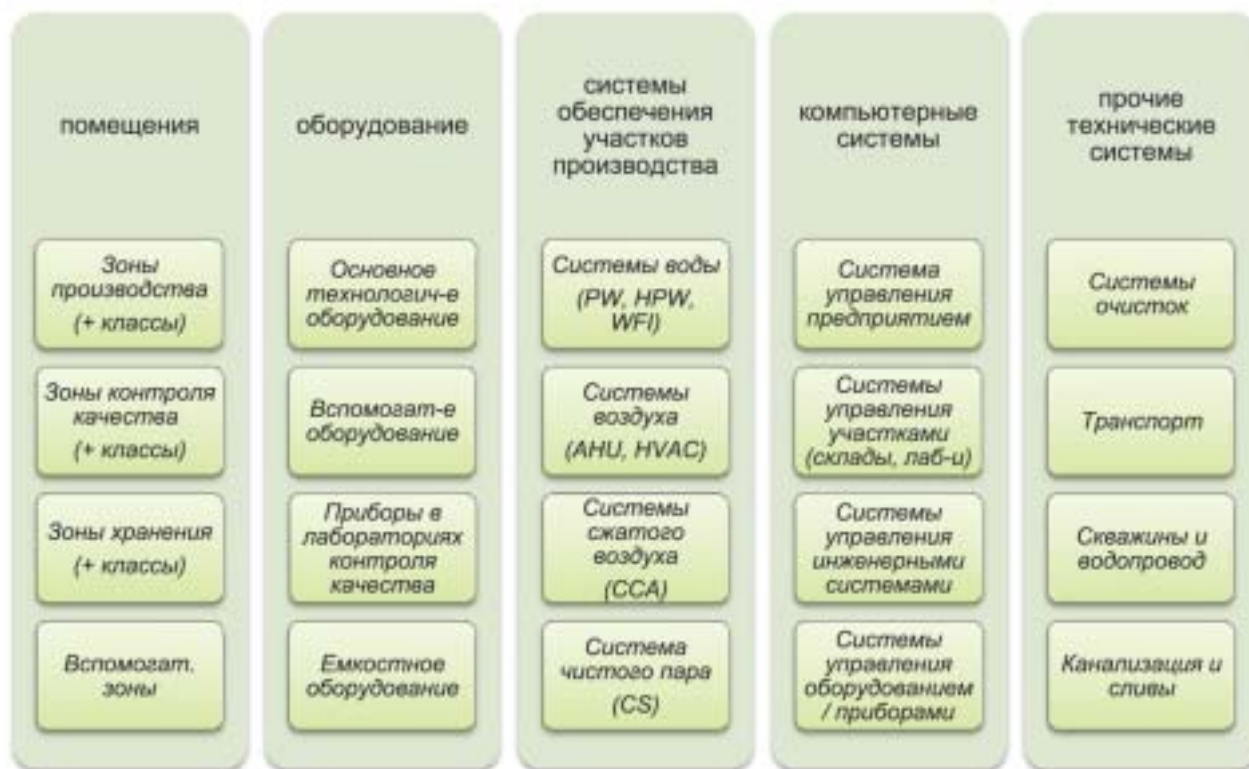 помещения
Зоны
производства
(+ классы)
Зоны контроля
качества
(+ классы)
Зоны хранения
(+ классы)
Вспомогат.
зоны
оборудование
Основное
технологич-е
оборудование
Вспомогат-е
оборудование
Приборы в
лабораториях
контроля
качества
Емкостное
оборудование
системы
обеспечения
участков
производства
Системы воды
(PW, HPW,
WFI)
Системы
воздуха
(AHU, HVAC)
Системы
сжатого
воздуха
(CCA)
Система
чистого пара
(CS)
компьютерные
системы
Система
управления
предприятием
Системы
управления
участками
(склады, лаб-и)
Системы
управления
инженерными
системами
Системы
управления
оборудованием
/ приборами
прочие
технические
системы
Системы
очисток
Транспорт
Скважины и
водопровод
Канализация и
сливы